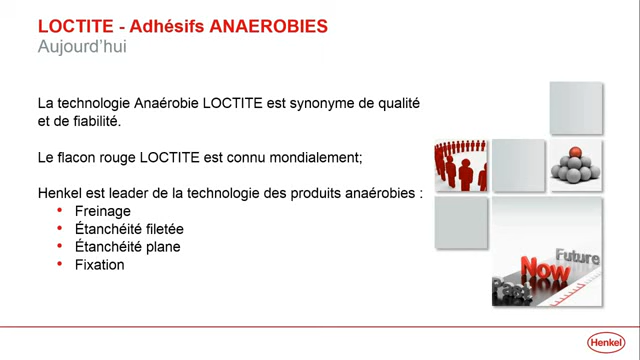 LOCTITE - Adhésifs ANAEROBIES
Aujourd'hui
La technologie Anaérobie LOCTITE est synonyme de qualité
et de fiabilité.
Le flacon rouge LOCTITE est connu mondialement;
Henkel est leader de la technologie des produits anaérobies :
• Freinage
• Étanchéité filetée
• Étanchéité plane
• Fixation
Future
Now
Past
Henkel